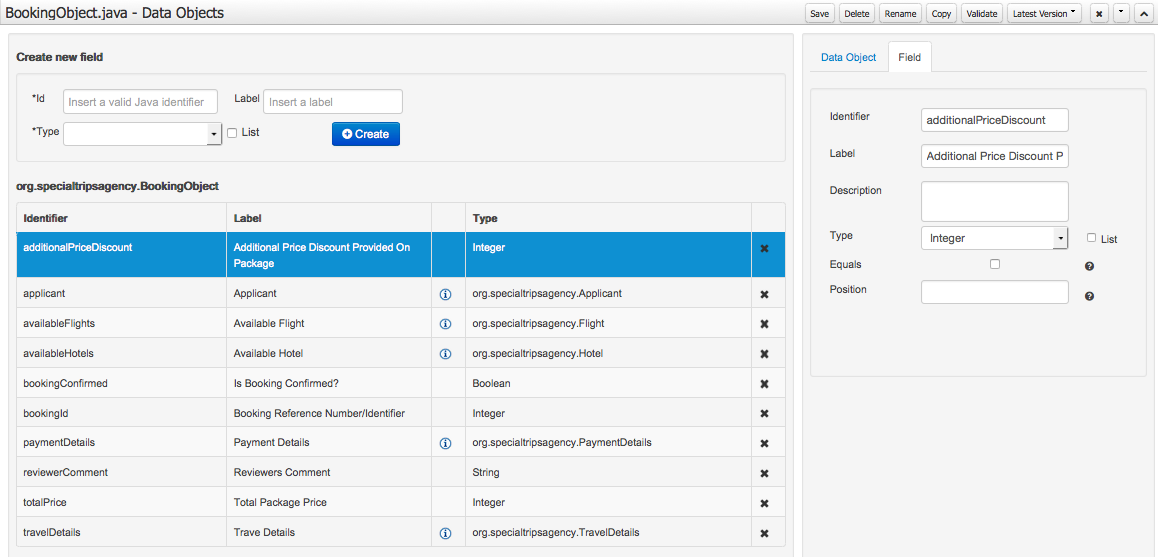 BookingObject.java - Data Objects
Save Delete Rename Copy Validate Latest Version
Create new field
*Id Insert a valid Java identifier Label Insert a label
*Type List Create
org.specialtripsagency.BookingObject
Identifier Label Type
additionalPriceDiscount Additional Price Discount Provided On Integer
Package
applicant Applicant org.specialtripsagency.Applicant
availableFlights Available Flight org.specialtripsagency.Flight
availableHotels Available Hotel org.specialtripsagency.Hotel
bookingConfirmed Is Booking Confirmed? Boolean
bookingId Booking Reference Number/Identifier Integer
paymentDetails Payment Details org.specialtripsagency.PaymentDetails
reviewerComment Reviewers Comment String
totalPrice Total Package Price Integer
travelDetails Trave Details org.specialtripsagency.TravelDetails
Data Object Field
Identifier additionalPriceDiscount
Label Additional Price Discount P
Description
Type Integer List
Equals
Position